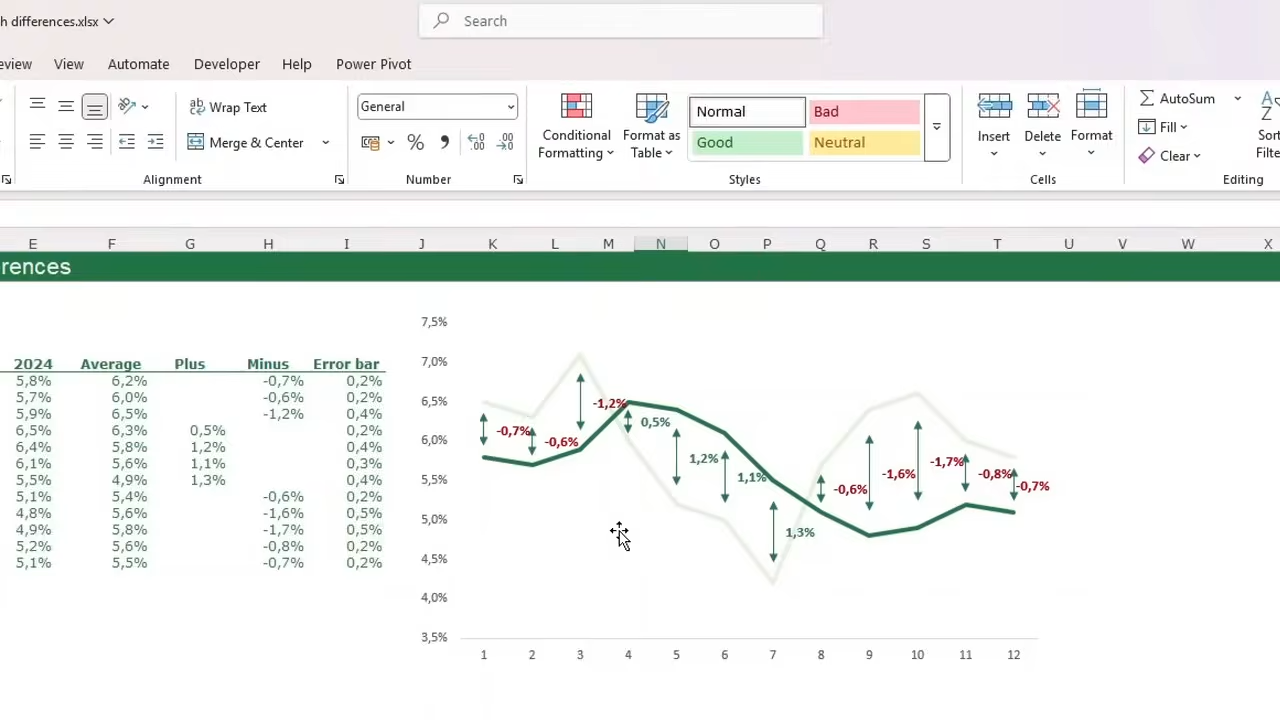 h differences.xlsx
Search
eview View Automate Developer Help Power Pivot
ab Wrap Text
General
Merge & Center
% 9
Conditional Formatting
Format as Table
Normal Bad
Good Neutral
Insert Delete Format
AutoSum
Fill
Clear
A
Z
Sort
Filte
Alignment Number Styles Cells Editing
E F G H I J K L M N O P Q R S T U V W X
rences
2024 Average Plus Minus Error bar
5,8% 6,2% -0,7% 0,2%
5,7% 6,0% -0,6% 0,2%
5,9% 6,5% -1,2% 0,4%
6,5% 6,3% 0,5% 0,2%
6,4% 5,8% 1,2% 0,4%
6,1% 5,6% 1,1% 0,3%
5,5% 4,9% 1,3% 0,4%
5,1% 5,4% -0,6% 0,2%
4,8% 5,6% -1,6% 0,5%
4,9% 5,8% -1,7% 0,5%
5,2% 5,6% -0,8% 0,2%
5,1% 5,5% -0,7% 0,2%
7,5%
7,0%
6,5%
6,0%
5,5%
5,0%
4,5%
4,0%
3,5%
-0,7% -0,6% -1,2% 0,5% 1,2% 1,1% 1,3% -0,6% -1,6% -1,7% -0,8% -0,7%
1 2 3 4 5 6 7 8 9 10 11 12